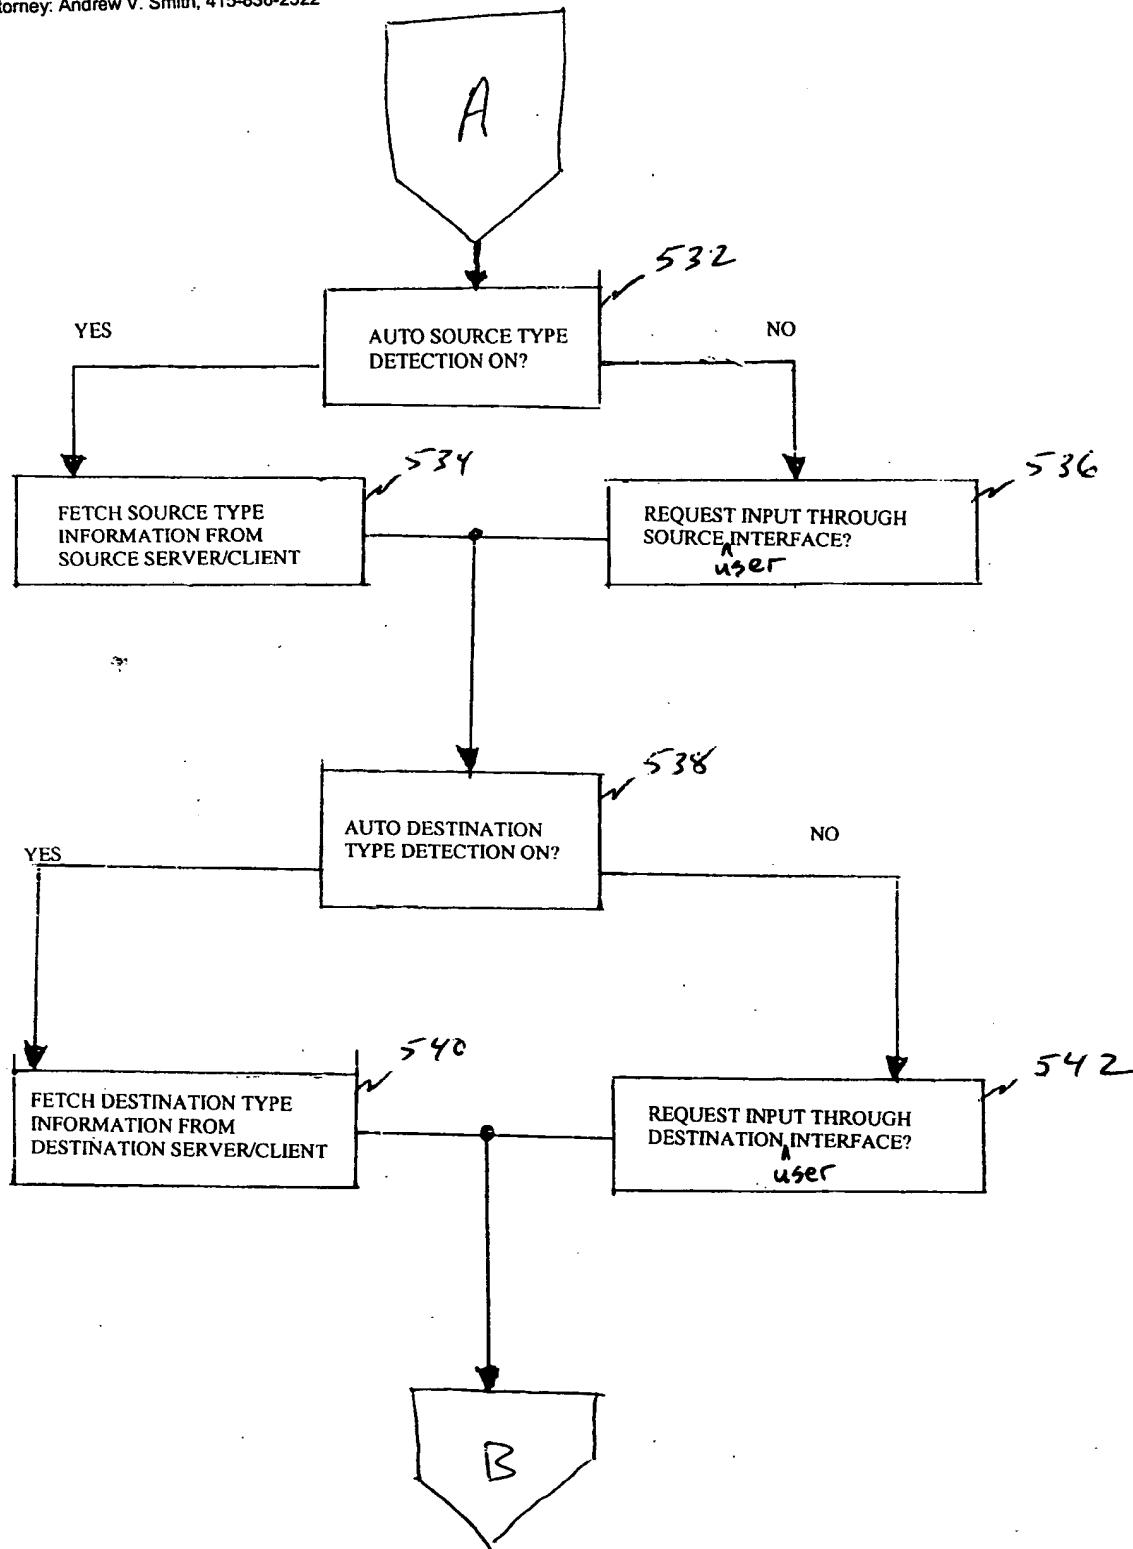 Attorney: Andrew V. Smith, 415-836-2522
A
532
YES
NO
AUTO SOURCE TYPE
DETECTION ON?
534
536
FETCH SOURCE TYPE
INFORMATION FROM
SOURCE SERVER/CLIENT
REQUEST INPUT THROUGH
SOURCE INTERFACE?
user
538
AUTO DESTINATION
TYPE DETECTION ON?
YES
NO
540
542
FETCH DESTINATION TYPE
INFORMATION FROM
DESTINATION SERVER/CLIENT
REQUEST INPUT THROUGH
DESTINATION INTERFACE?
user
B